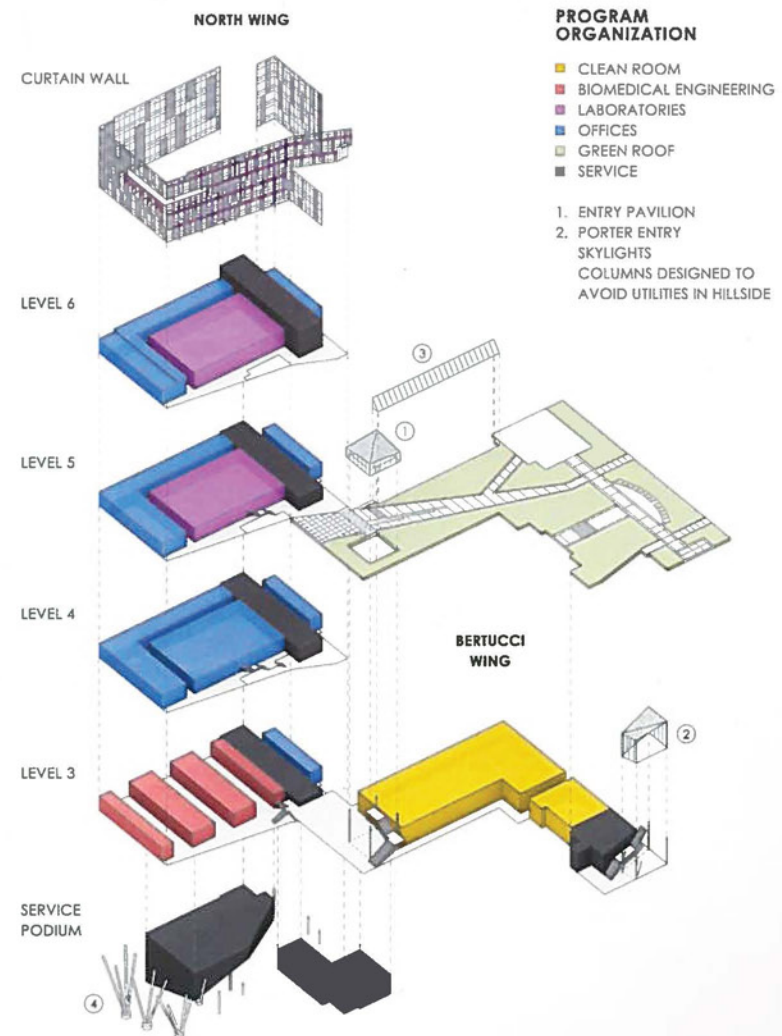 NORTH WING
CURTAIN WALL
LEVEL 6
LEVEL 5
LEVEL 4
LEVEL 3
SERVICE
PODIUM
BERTUCCI
WING
3
1
2
4
PROGRAM
ORGANIZATION
CLEAN ROOM
BIOMEDICAL ENGINEERING
LABORATORIES
OFFICES
GREEN ROOF
SERVICE
1. ENTRY PAVILION
2. PORTER ENTRY
SKYLIGHTS
COLUMNS DESIGNED TO
AVOID UTILITIES IN HILLSIDE